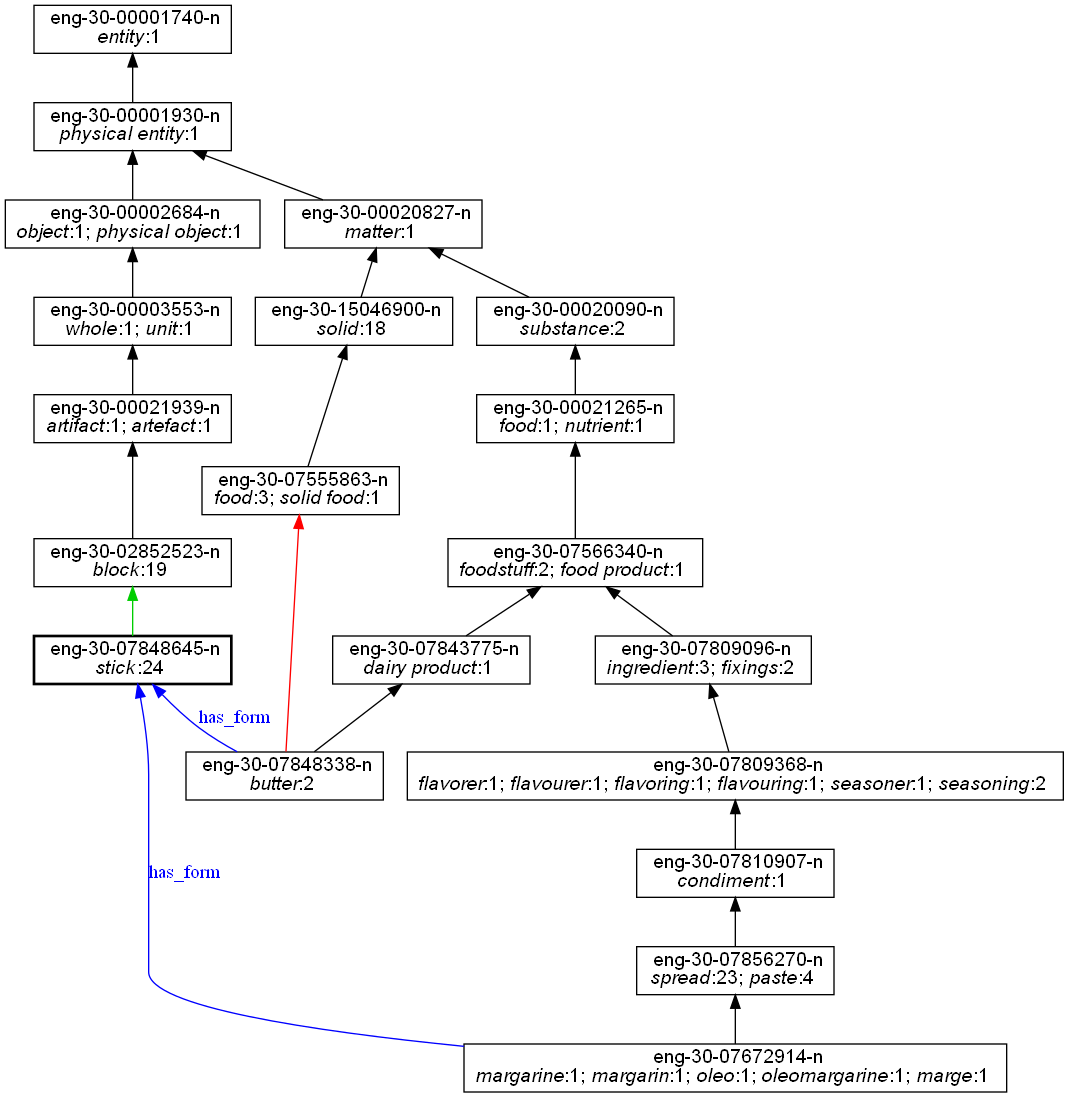 eng-30-00001740-n
entity:1
eng-30-00001930-n
physical entity:1
eng-30-00002684-n
object:1; physical object:1
eng-30-00020827-n
matter:1
eng-30-00003553-n
whole:1; unit:1
eng-30-15046900-n
solid:18
eng-30-00020090-n
substance:2
eng-30-00021939-n
artifact:1; artefact:1
eng-30-00021265-n
food:1; nutrient:1
eng-30-07555863-n
food:3; solid food:1
eng-30-02852523-n
block:19
eng-30-07566340-n
foodstuff:2; food product:1
eng-30-07848645-n
stick:24
eng-30-07843775-n
dairy product:1
eng-30-07809096-n
ingredient:3; fixings:2
has_form
eng-30-07848338-n
butter:2
eng-30-07809368-n
flavorer:1; flavourer:1; flavoring:1; flavouring:1; seasoner:1; seasoning:2
has_form
eng-30-07810907-n
condiment:1
eng-30-07856270-n
spread:23; paste:4
eng-30-07672914-n
margarine:1; margarin:1; oleo:1; oleomargarine:1; marge:1